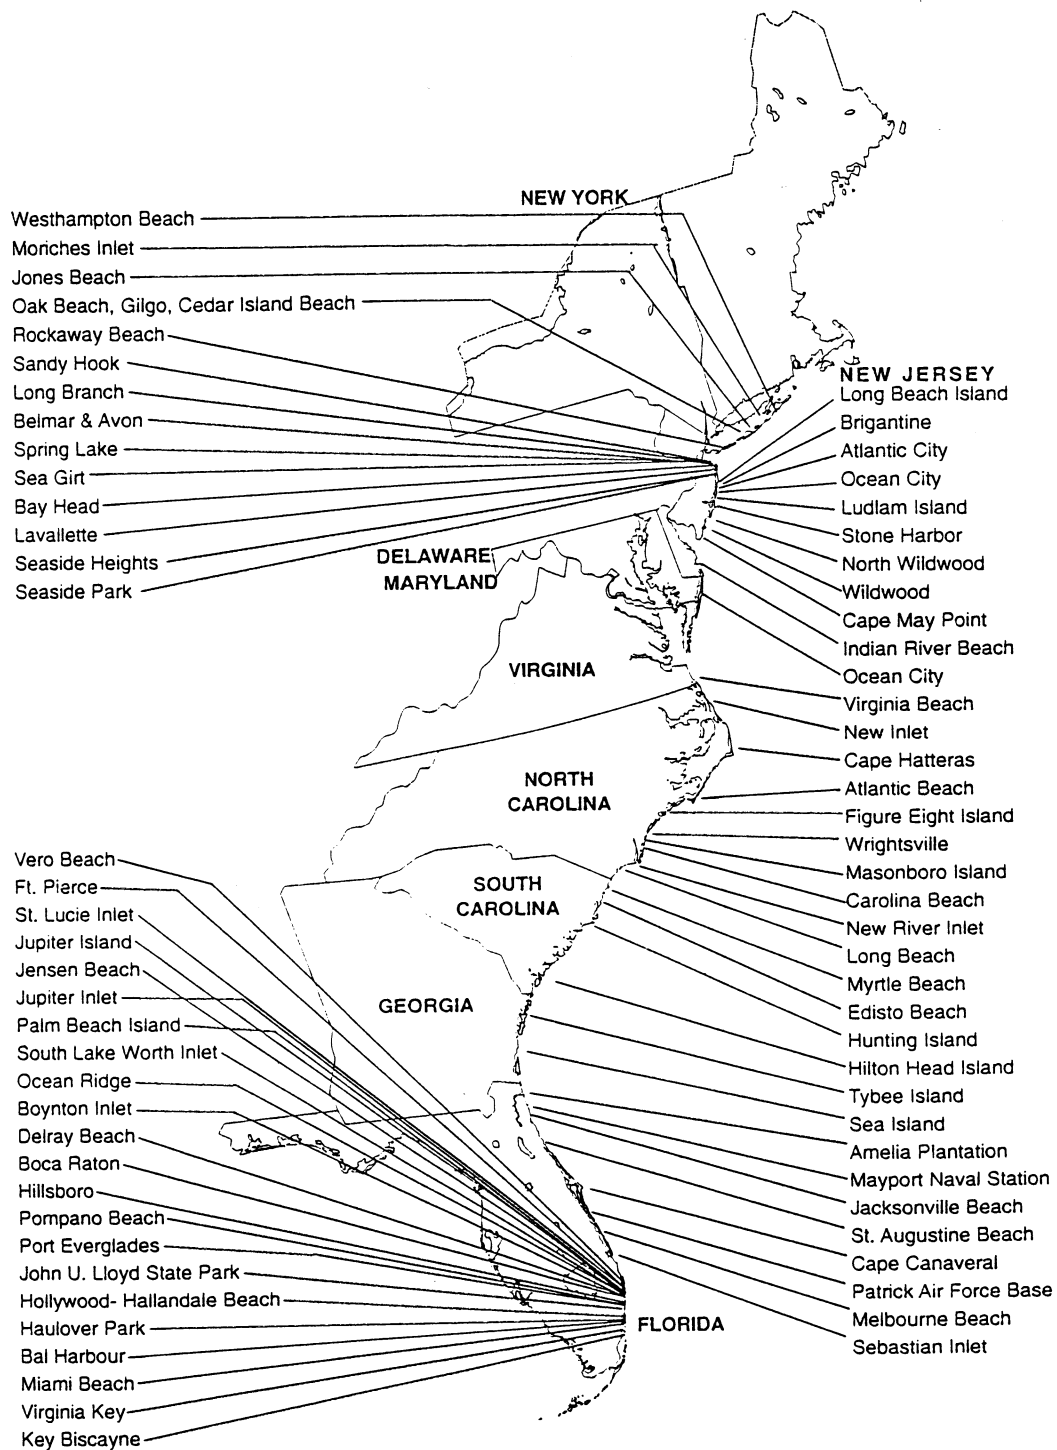 NEW YORK
Westhampton Beach
Moriches Inlet
Jones Beach
Oak Beach, Gilgo, Cedar Island Beach
Rockaway Beach
Sandy Hook
Long Branch
Belmar & Avon
Spring Lake
Sea Girt
Bay Head
Lavallette
Seaside Heights
Seaside Park
NEW JERSEY
Long Beach Island
Brigantine
Atlantic City
Ocean City
Ludlam Island
Stone Harbor
North Wildwood
Wildwood
Cape May Point
Indian River Beach
Ocean City
Virginia Beach
New Inlet
Cape Hatteras
Atlantic Beach
Figure Eight Island
Wrightsville
Masonboro Island
Carolina Beach
New River Inlet
Long Beach
Myrtle Beach
Edisto Beach
Hunting Island
Hilton Head Island
Tybee Island
Sea Island
Amelia Plantation
Mayport Naval Station
Jacksonville Beach
St. Augustine Beach
Cape Canaveral
Patrick Air Force Base
Melbourne Beach
Sebastian Inlet
DELAWARE
MARYLAND
VIRGINIA
NORTH
CAROLINA
SOUTH
CAROLINA
GEORGIA
FLORIDA
Vero Beach
Ft. Pierce
St. Lucie Inlet
Jupiter Island
Jensen Beach
Jupiter Inlet
Palm Beach Island
South Lake Worth Inlet
Ocean Ridge
Boynton Inlet
Delray Beach
Boca Raton
Hillsboro
Pompano Beach
Port Everglades
John U. Lloyd State Park
Hollywood- Hallandale Beach
Haulover Park
Bal Harbour
Miami Beach
Virginia Key
Key Biscayne